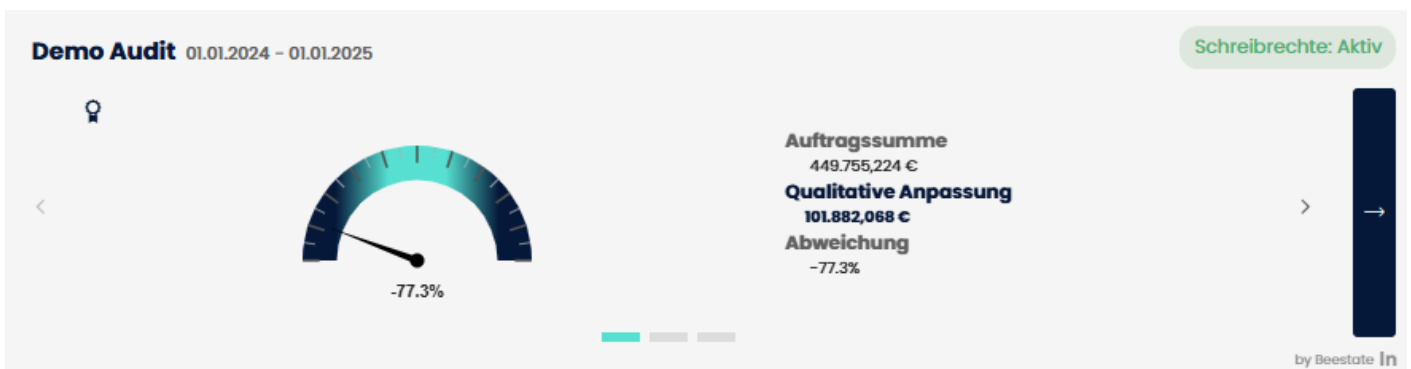 Demo Audit 01.01.2024 - 01.01.2025
Schreibrechte: Aktiv
Auftragssumme
449.755,224 €
Qualitative Anpassung
101.882,068 €
Abweichung
-77.3%
-77.3%
by Beestate In